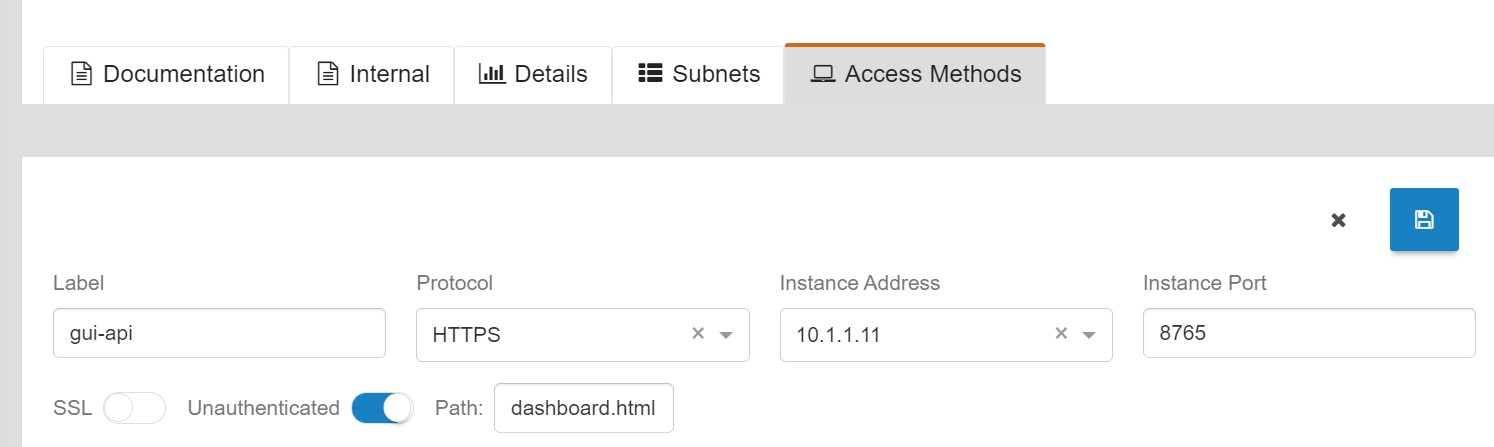 Documentation Internal Details Subnets Access Methods
Label Protocol Instance Address Instance Port
gui-api HTTPS 10.1.1.11 8765
SSL Unauthenticated Path: dashboard.html